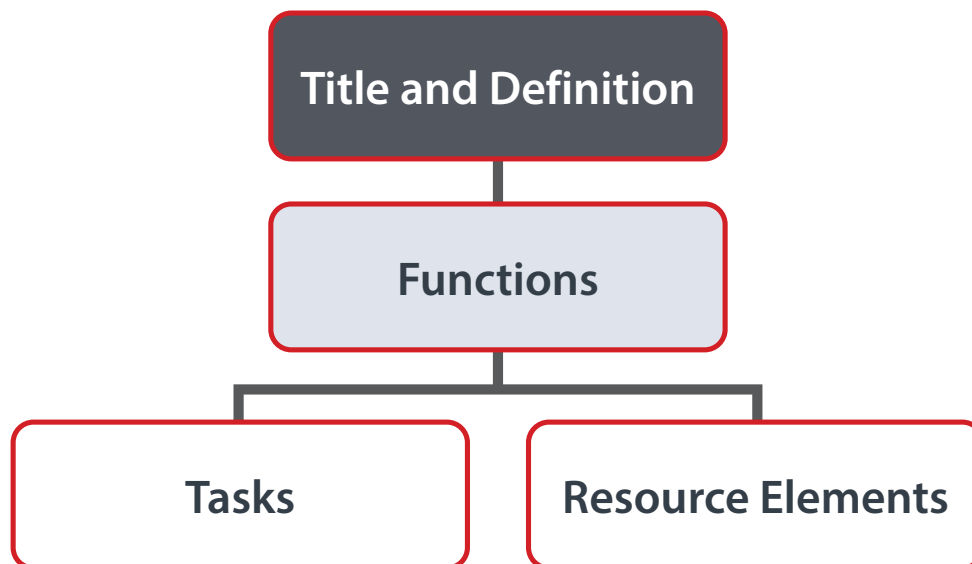 Title and Definition
Functions
Tasks
Resource Elements